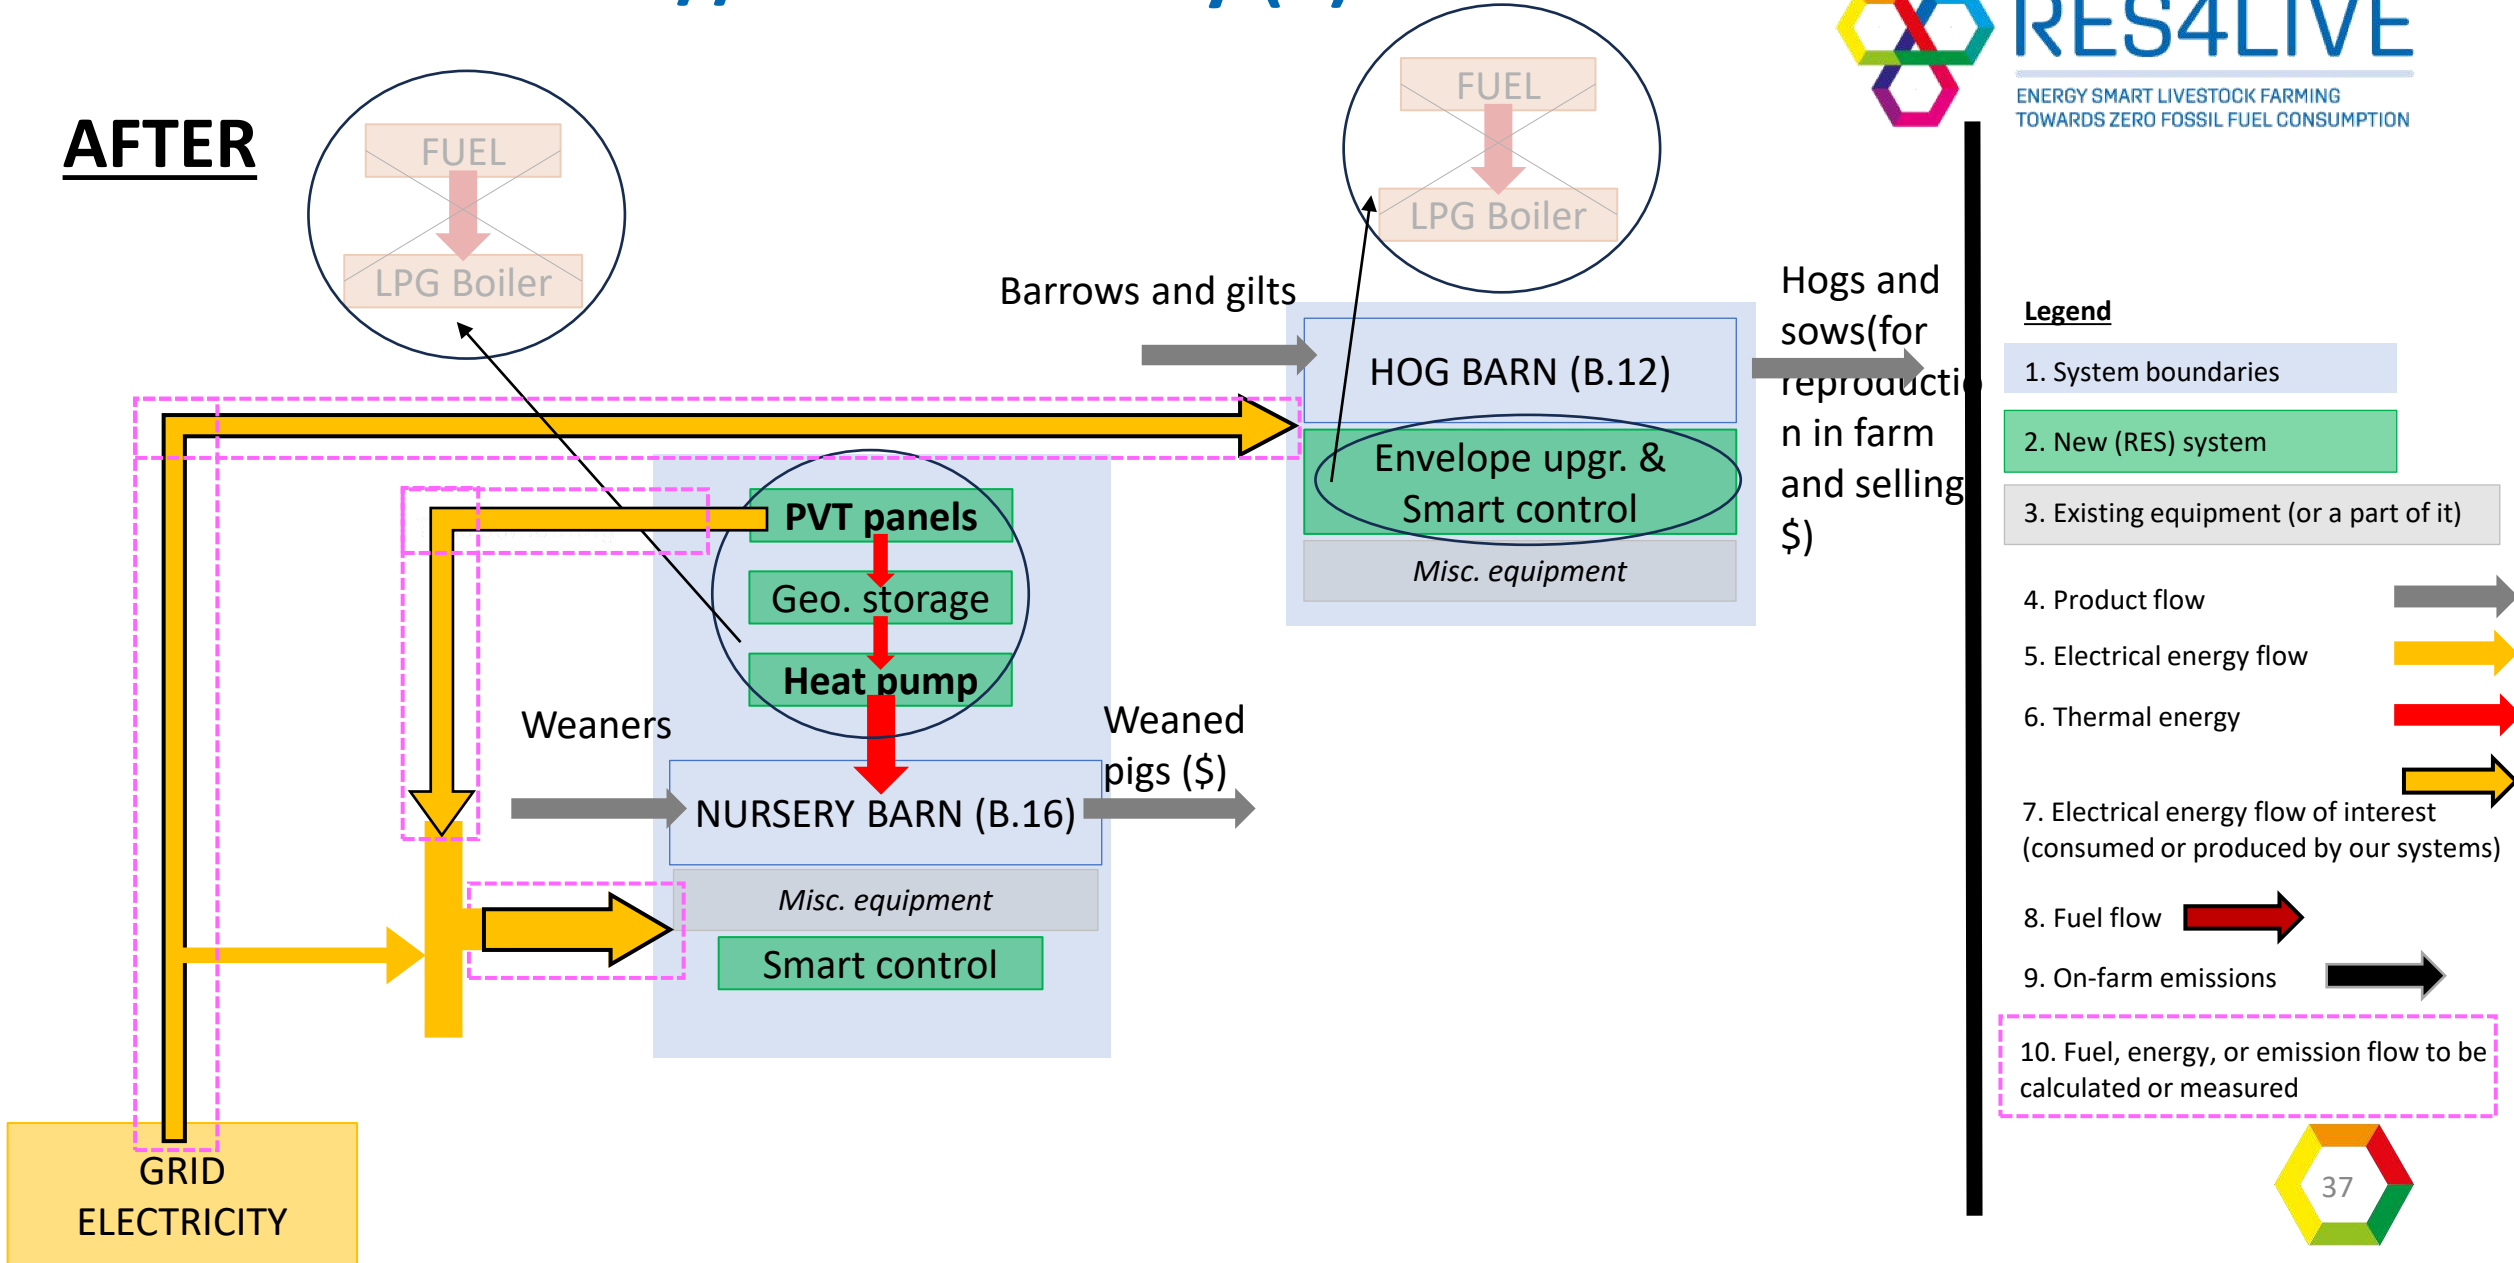 RES4LIVE
ENERGY SMART LIVESTOCK FARMING
TOWARDS ZERO FOSSIL FUEL CONSUMPTION
AFTER
FUEL
LPG Boiler
FUEL
LPG Boiler
Barrows and gilts
HOG BARN (B.12)
Envelope upgr. &
Smart control
Misc. equipment
Hogs and
sows(for
reproductio
n in farm
and selling
$)
PVT panels
Geo. storage
Heat pump
Weaners
Weaned
pigs ($)
NURSERY BARN (B.16)
Misc. equipment
Smart control
GRID
ELECTRICITY
Legend
1. System boundaries
2. New (RES) system
3. Existing equipment (or a part of it)
4. Product flow
5. Electrical energy flow
6. Thermal energy
7. Electrical energy flow of interest
(consumed or produced by our systems)
8. Fuel flow
9. On-farm emissions
10. Fuel, energy, or emission flow to be
calculated or measured
37